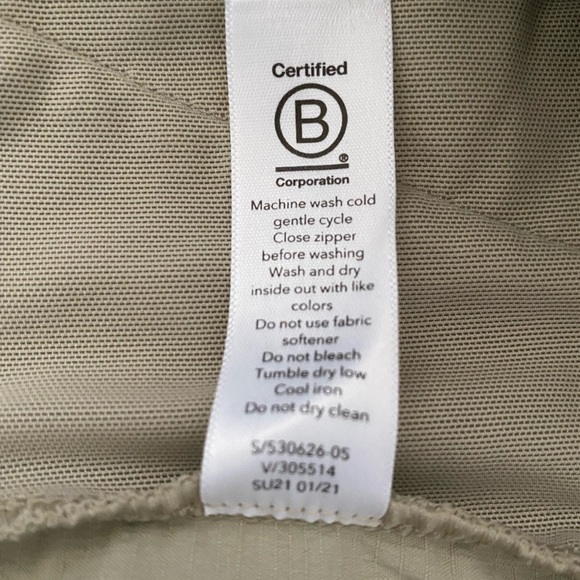 Certified
B
®
Corporation
Machine wash cold
gentle cycle
Close zipper
before washing
Wash and dry
inside out with like
colors
Do not use fabric
softener
Do not bleach
Tumble dry low
Cool iron
Do not dry clean
S/530626-05
V/305514
SU21 01/21